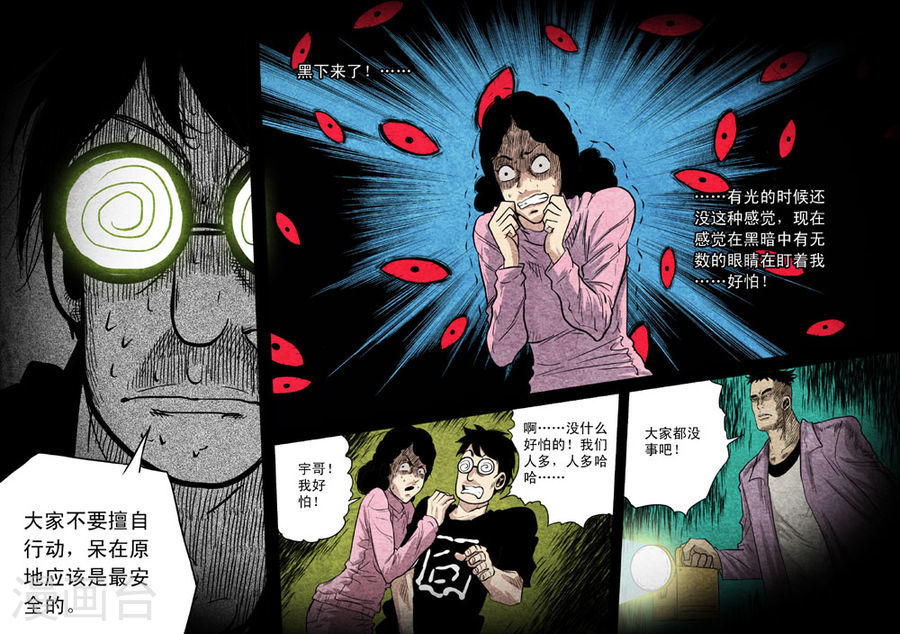 黑下来了！……
……有光的时候还
没这种感觉，现在
感觉在黑暗中有无
数的眼睛在盯着我
……好怕！
大家不要擅自
行动，呆在原
地应该是最安
全的。
宇哥！
我好
怕！
啊……没什么
好怕的！我们
人多，人多哈
哈……
大家都没
事吧！
漫画台